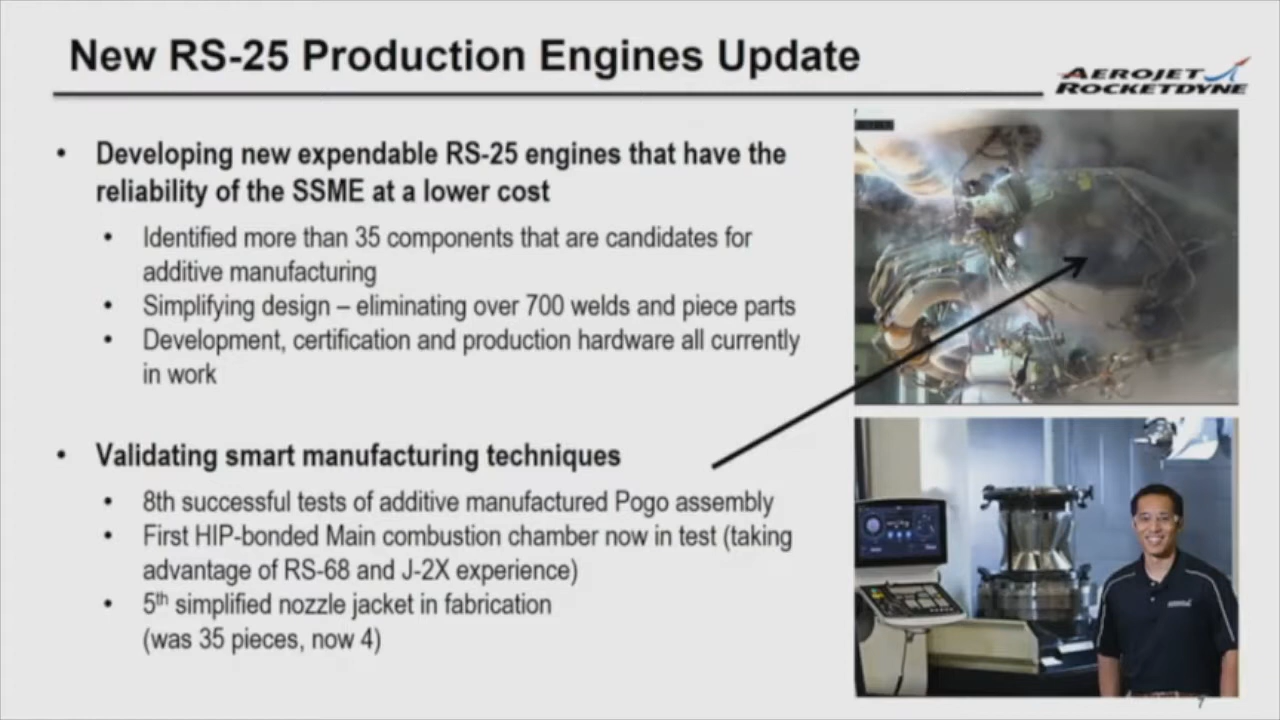 New RS-25 Production Engines Update
AEROJET
ROCKETDYNE
• Developing new expendable RS-25 engines that have the
reliability of the SSME at a lower cost
• Identified more than 35 components that are candidates for
additive manufacturing
• Simplifying design – eliminating over 700 welds and piece parts
• Development, certification and production hardware all currently
in work
• Validating smart manufacturing techniques
• 8th successful tests of additive manufactured Pogo assembly
• First HIP-bonded Main combustion chamber now in test (taking
advantage of RS-68 and J-2X experience)
• 5th simplified nozzle jacket in fabrication
(was 35 pieces, now 4)
7